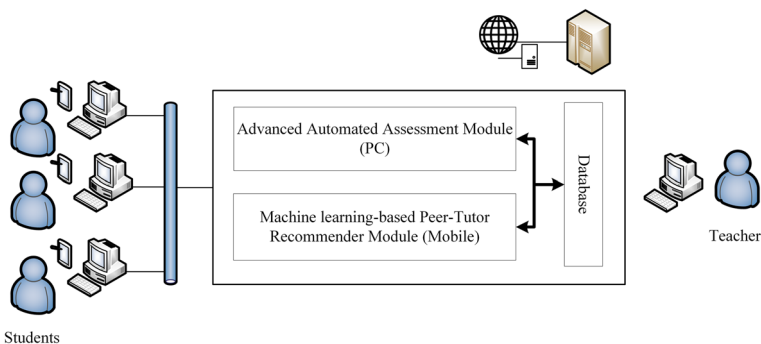 Advanced Automated Assessment Module
(PC)
Machine learning-based Peer-Tutor
Recommender Module (Mobile)
Database
Teacher
Students